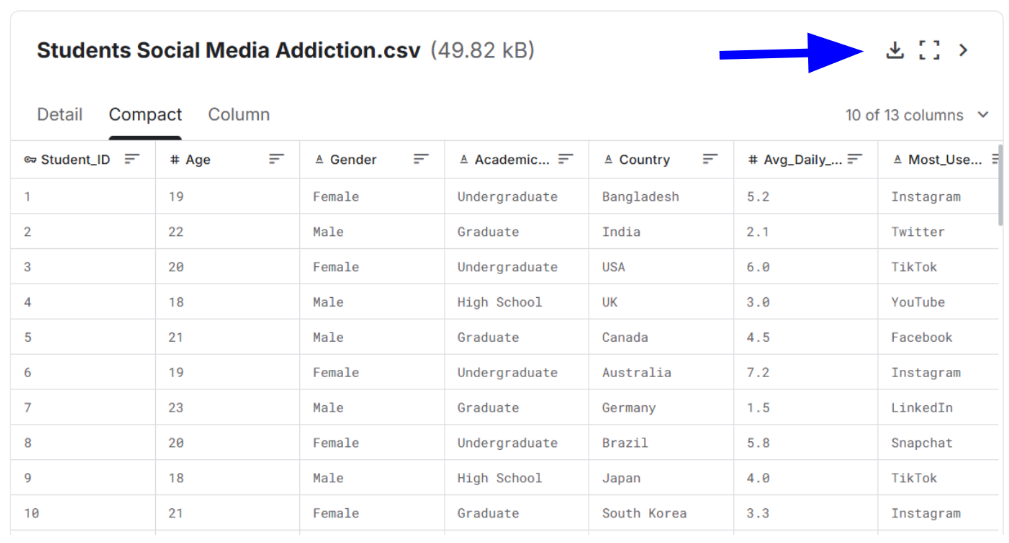 Students Social Media Addiction.csv (49.82 kB)
Detail Compact Column 10 of 13 columns
Student_ID # Age A Gender A Academic... A Country # Avg_Daily_... A Most_Use...
1 19 Female Undergraduate Bangladesh 5.2 Instagram
2 22 Male Graduate India 2.1 Twitter
3 20 Female Undergraduate USA 6.0 TikTok
4 18 Male High School UK 3.0 YouTube
5 21 Male Graduate Canada 4.5 Facebook
6 19 Female Undergraduate Australia 7.2 Instagram
7 23 Male Graduate Germany 1.5 LinkedIn
8 20 Female Undergraduate Brazil 5.8 Snapchat
9 18 Male High School Japan 4.0 TikTok
10 21 Female Graduate South Korea 3.3 Instagram